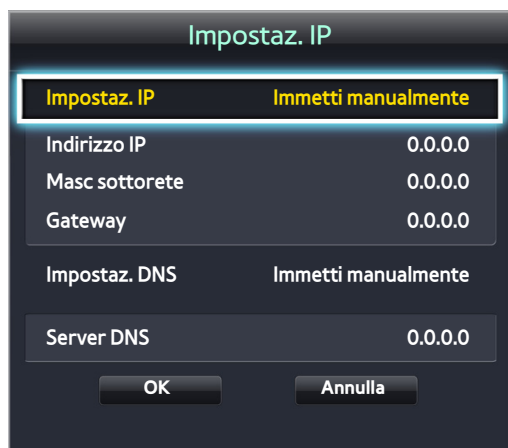 Impostaz. IP
Impostaz. IP Immetti manualmente
Indirizzo IP 0.0.0.0
Masc sottorete 0.0.0.0
Gateway 0.0.0.0
Impostaz. DNS Immetti manualmente
Server DNS 0.0.0.0
OK Annulla